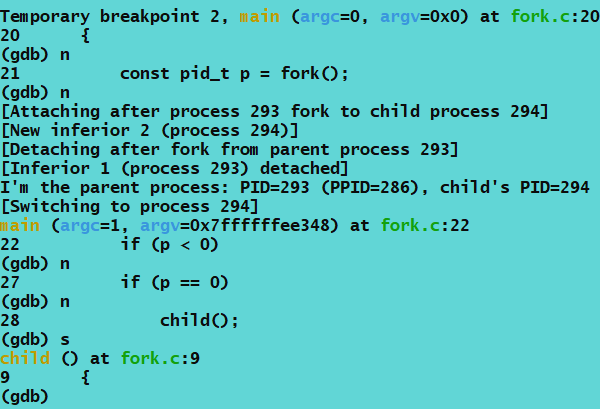 Temporary breakpoint 2, main (argc=0, argv=0x0) at fork.c:20
20      {
(gdb) n
21          const pid_t p = fork();
(gdb) n
[Attaching after process 293 fork to child process 294]
[New inferior 2 (process 294)]
[Detaching after fork from parent process 293]
[Inferior 1 (process 293) detached]
I'm the parent process: PID=293 (PPID=286), child's PID=294
[Switching to process 294]
main (argc=1, argv=0x7ffffffee348) at fork.c:22
22          if (p < 0)
(gdb) n
27          if (p == 0)
(gdb) n
28              child();
(gdb) s
child () at fork.c:9
9       {
(gdb)